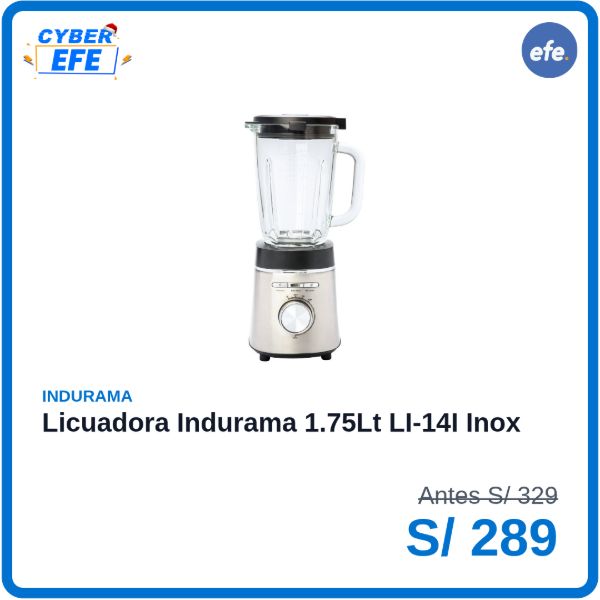 CYBER
EFE
efe.
INDURAMA
Licuadora Indurama 1.75Lt LI-14I Inox
Antes S/ 329
S/ 289